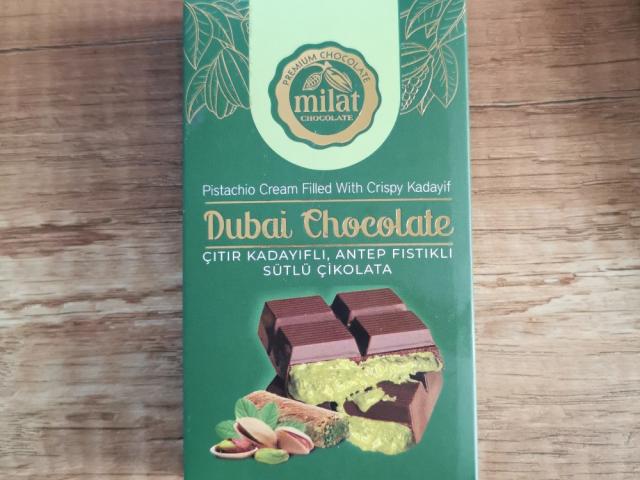 PREMIUM CHOCOLATE
milat
CHOCOLATE
Pistachio Cream Filled With Crispy Kadayif
Dubai Chocolate
ÇITIR KADAYIFLI, ANTEP FISTIKLI
SÜTLÜ ÇİKOLATA